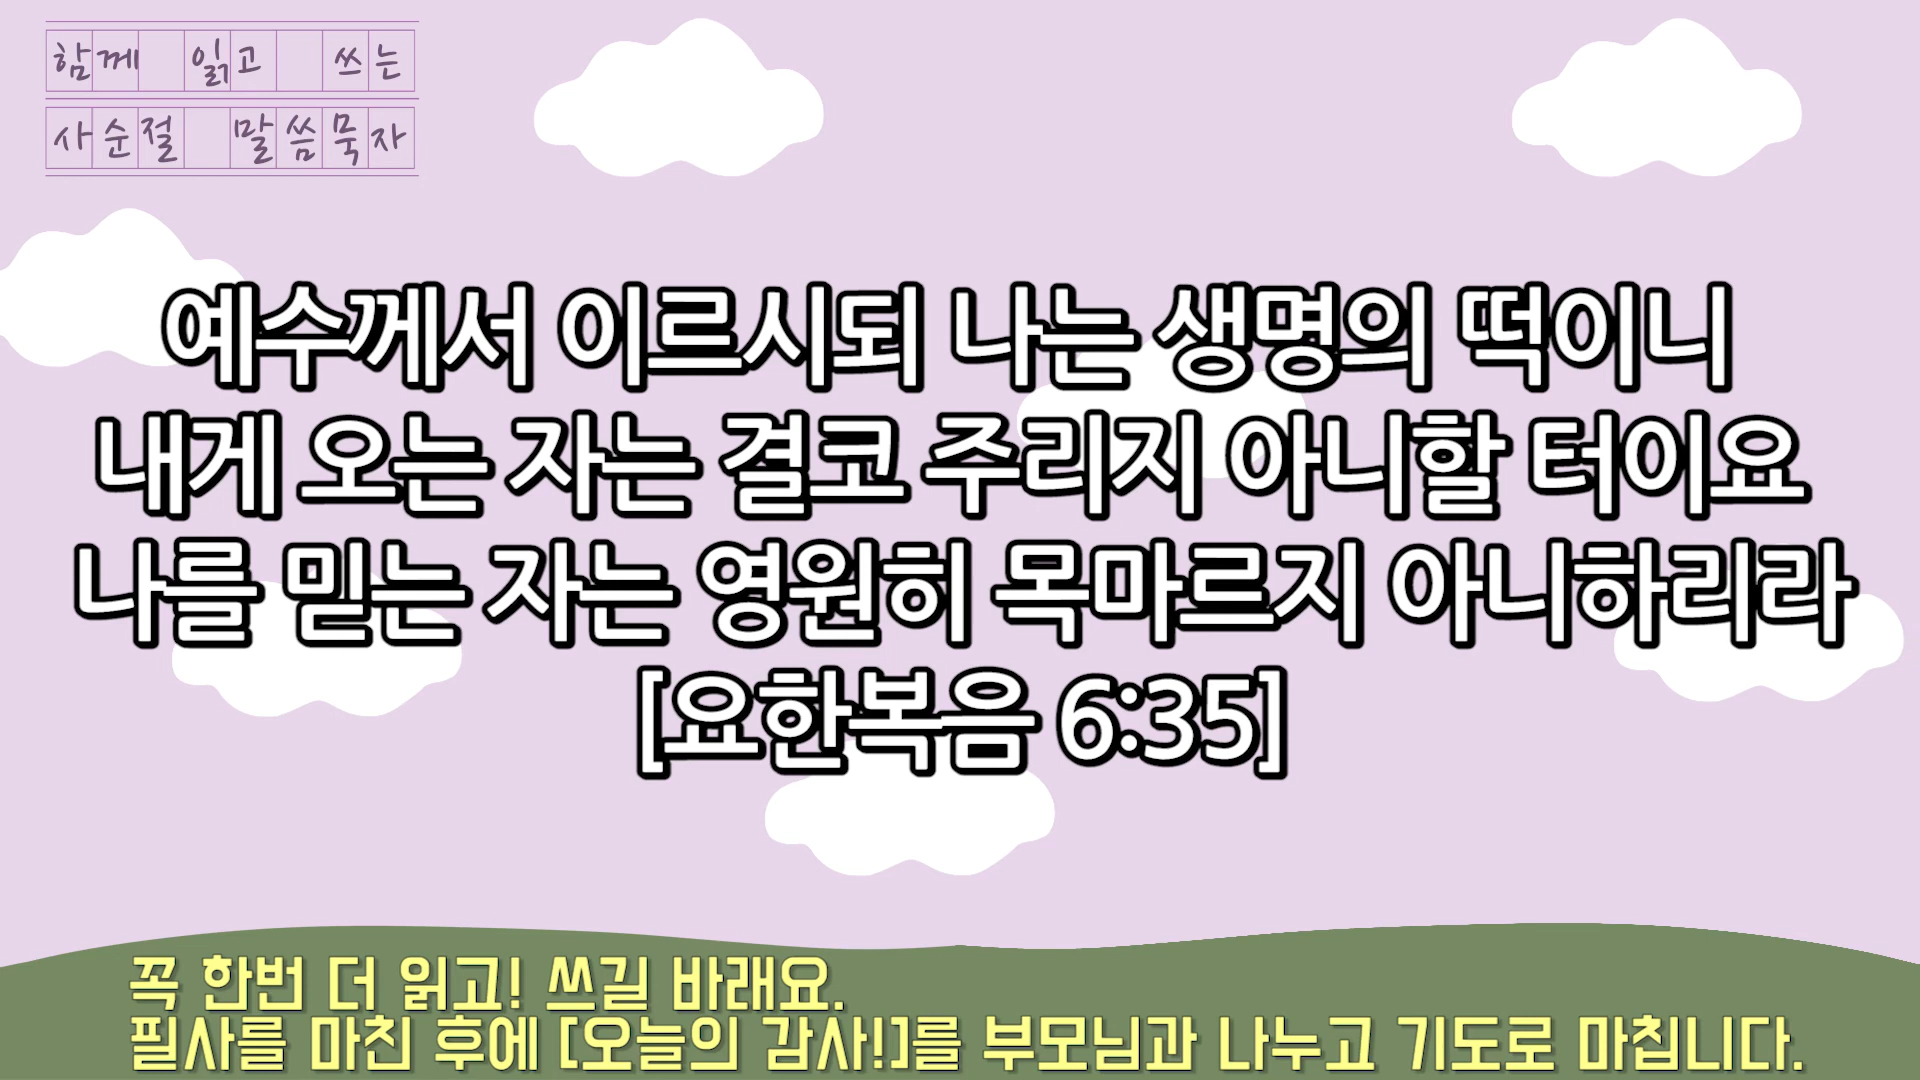 함께 읽고 쓰는
사순절 말씀묵자
예수께서 이르시되 나는 생명의 떡이니
내게 오는 자는 결코 주리지 아니할 터이요
나를 믿는 자는 영원히 목마르지 아니하리라
[요한복음 6:35]
꼭 한번 더 읽고! 쓰길 바래요.
필사를 마친 후에 [오늘의 감사!]를 부모님과 나누고 기도로 마칩니다.